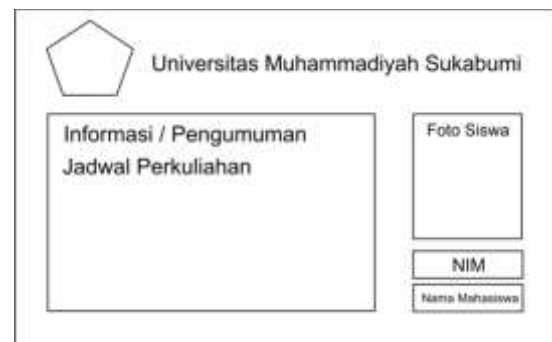 Universitas Muhammadiyah Sukabumi
Informasi / Pengumuman
Jadwal Perkuliahan
Foto Siswa
NIM
Nama Mahasiswa